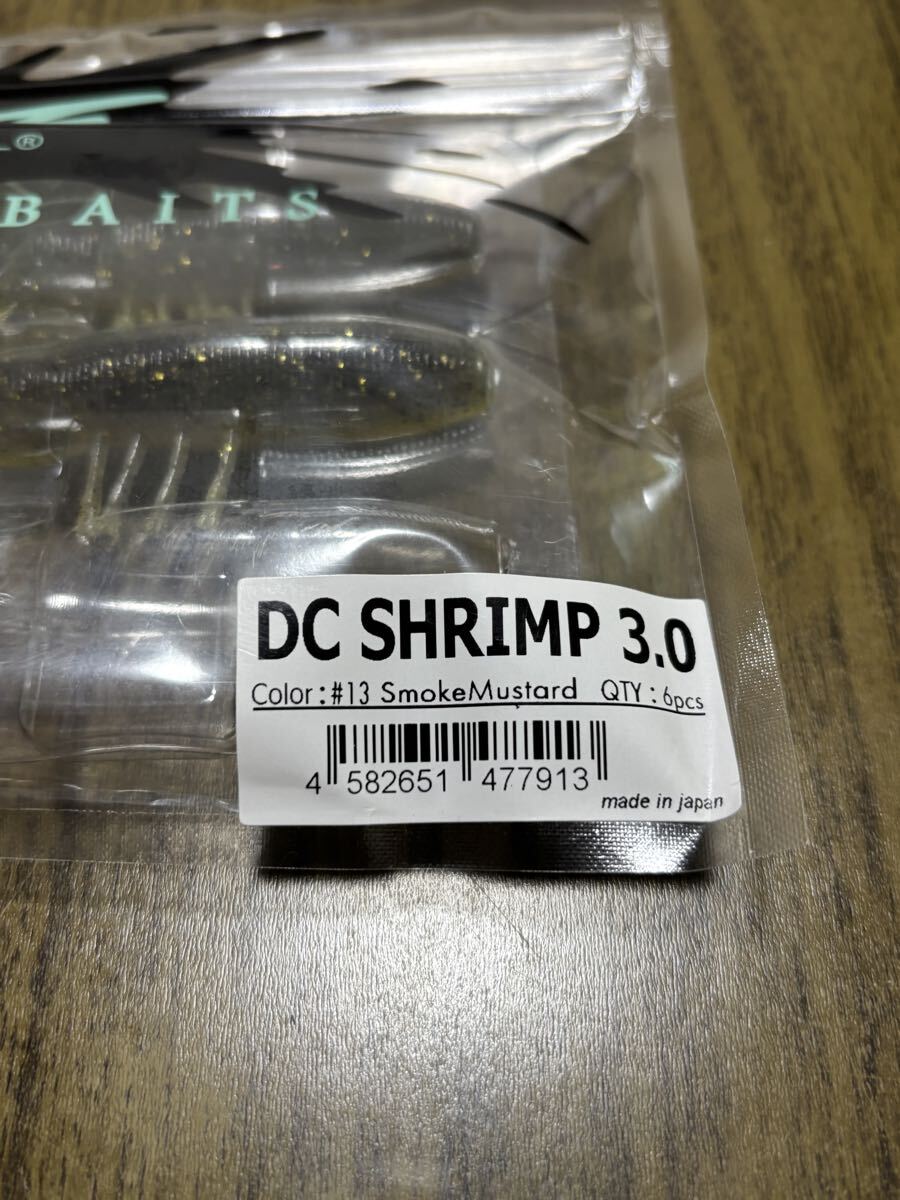 ®
BAITS
DC SHRIMP 3.0
Color:#13 SmokeMustard QTY:6pcs
4 582651 477913
made in japan